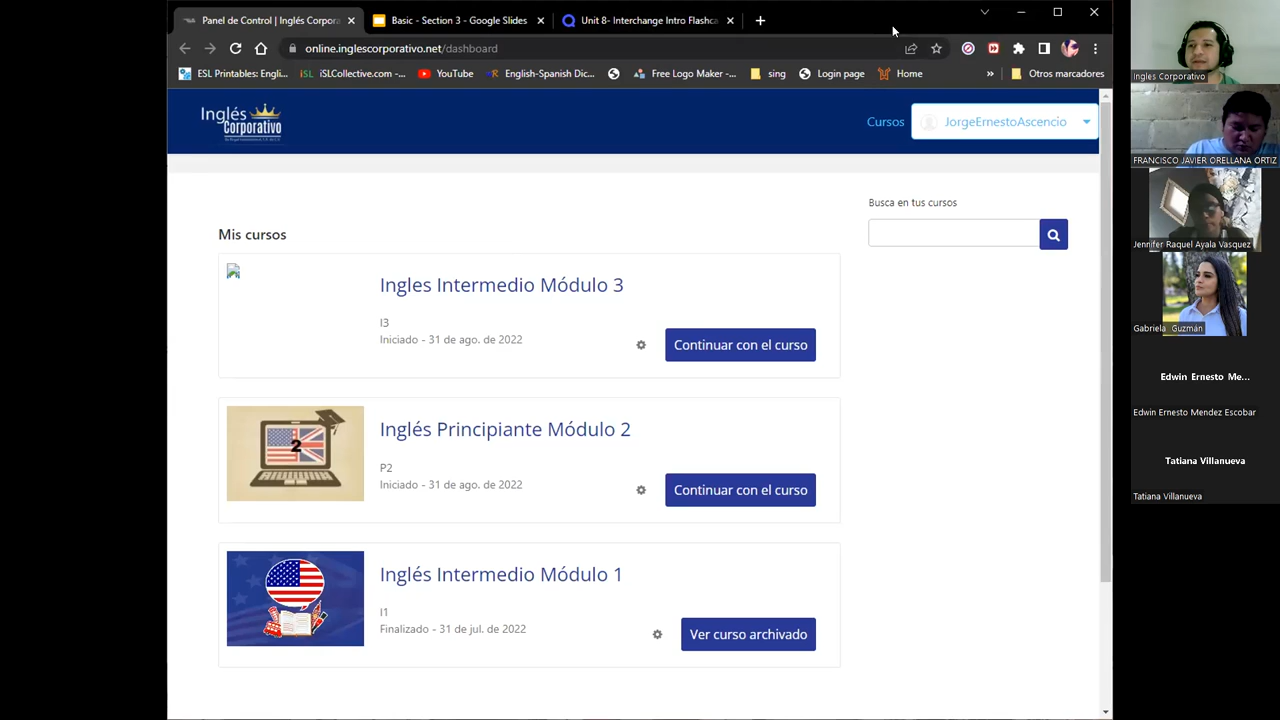 Panel de Control | Inglés Corpora
Basic - Section 3 - Google Slides
Unit 8- Interchange Intro Flashca
online.inglescorporativo.net/dashboard
ESL Printables: Engli...
iSLCollective.com -...
YouTube
English-Spanish Dic...
Free Logo Maker -...
sing
Login page
Home
»
Otros marcadores
Inglés
Corporativo
Cursos
JorgeErnestoAscencio
Busca en tus cursos
Mis cursos
Ingles Intermedio Módulo 3
I3
Iniciado - 31 de ago. de 2022
Continuar con el curso
2
Inglés Principiante Módulo 2
P2
Iniciado - 31 de ago. de 2022
Continuar con el curso
Inglés Intermedio Módulo 1
I1
Finalizado - 31 de jul. de 2022
Ver curso archivado
Ingles Corporativo
FRANCISCO JAVIER ORELLANA ORTIZ
Jennifer Raquel Ayala Vasquez
Gabriela Guzmán
Edwin Ernesto Me...
Edwin Ernesto Mendez Escobar
Tatiana Villanueva
Tatiana Villanueva